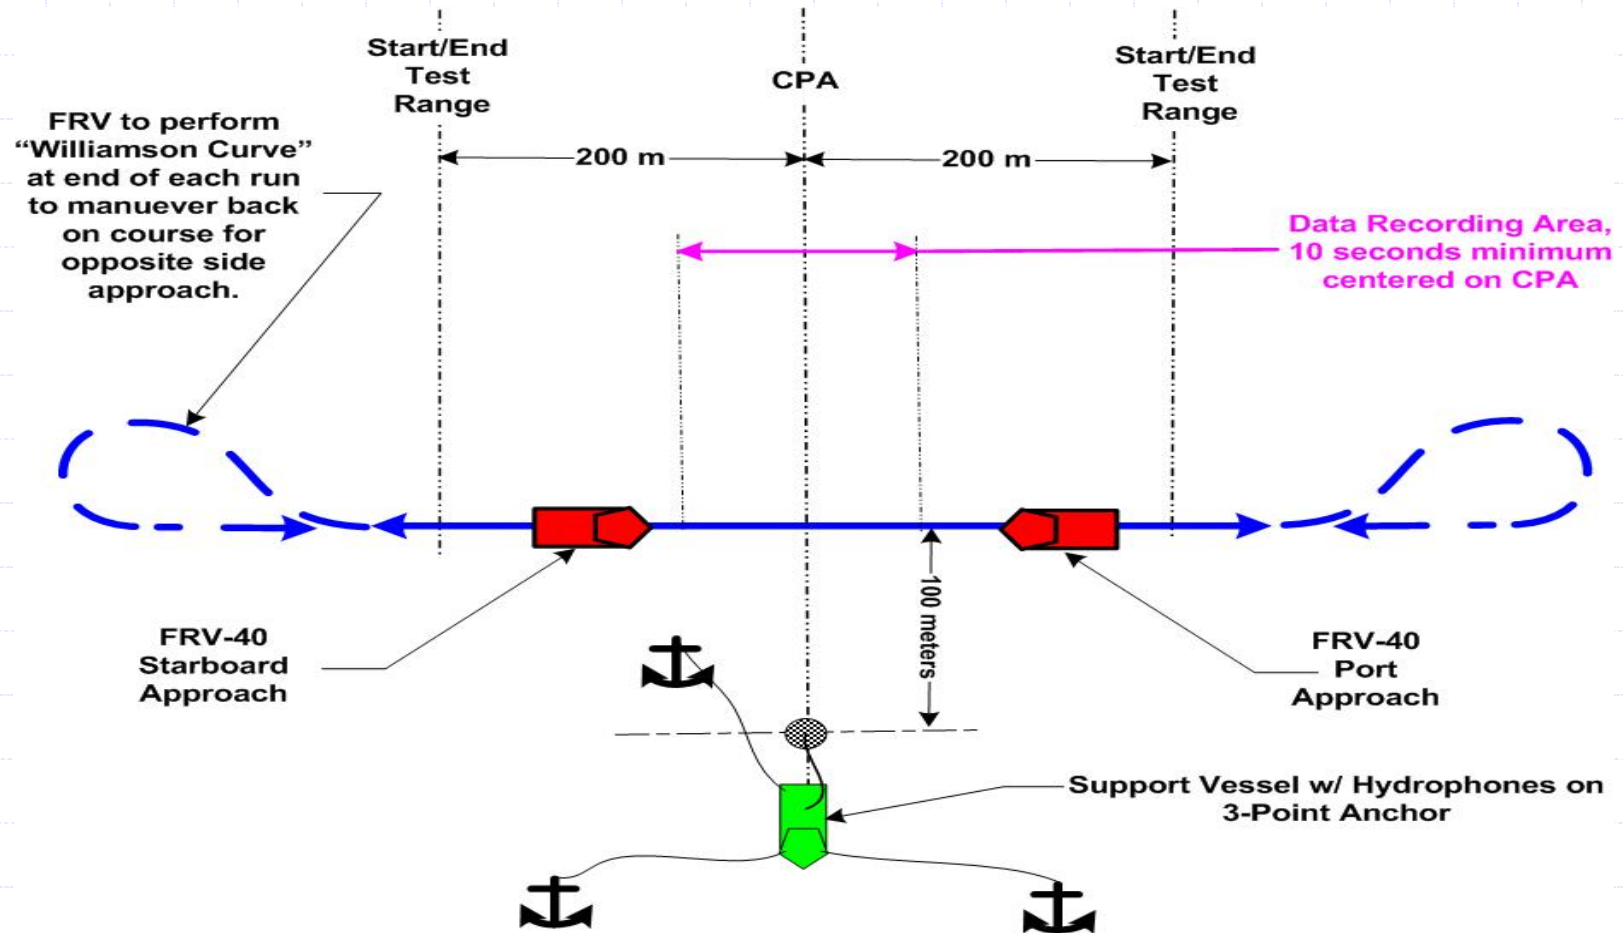 Start/End
Test
Range
CPA
Start/End
Test
Range
FRV to perform
“Williamson Curve”
at end of each run
to manuever back
on course for
opposite side
approach.
200 m
200 m
Data Recording Area,
10 seconds minimum
centered on CPA
100 meters
FRV-40
Starboard
Approach
FRV-40
Port
Approach
Support Vessel w/ Hydrophones on
3-Point Anchor